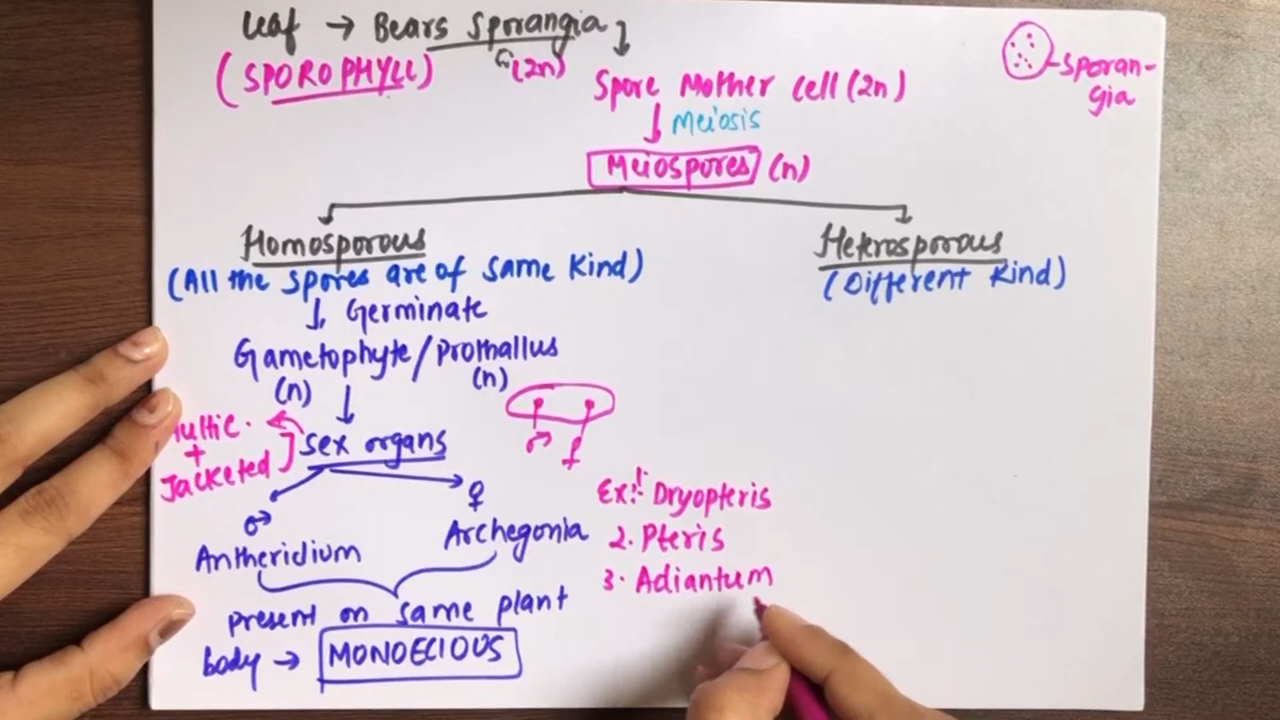 Leaf → Bears Sporangia
(SPOROPHYLL)
(2n)
Sporan-
gia
Spore Mother Cell (2n)
Meiosis
Meiospores (n)
Homosporous
(All the spores are of Same Kind)
Germinate
Gametophyte/Prothallus
(n)
(n)
Sex organs
+
Jacketed
♂
Antheridium
♀
Archegonia
present on same plant
body → MONOECIOUS
♂
♀
Ex:- 1. Dryopteris
2. Pteris
3. Adiantum
Heterosporous
(Different Kind)